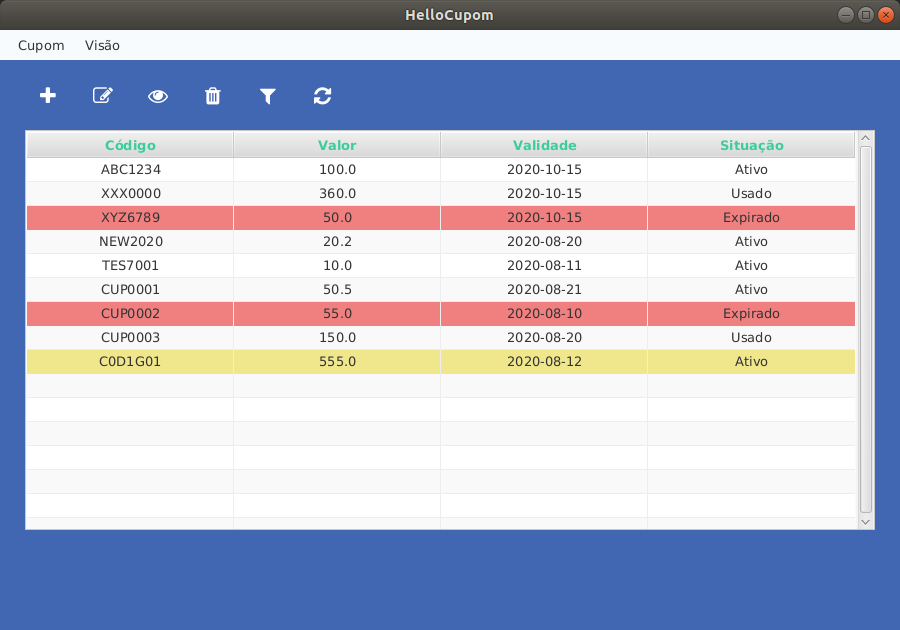 HelloCupom
Cupom Visão
Código Valor Validade Situação
ABC1234 100.0 2020-10-15 Ativo
XXX0000 360.0 2020-10-15 Usado
XYZ6789 50.0 2020-10-15 Expirado
NEW2020 20.2 2020-08-20 Ativo
TES7001 10.0 2020-08-11 Ativo
CUP0001 50.5 2020-08-21 Ativo
CUP0002 55.0 2020-08-10 Expirado
CUP0003 150.0 2020-08-20 Usado
C0D1G01 555.0 2020-08-12 Ativo